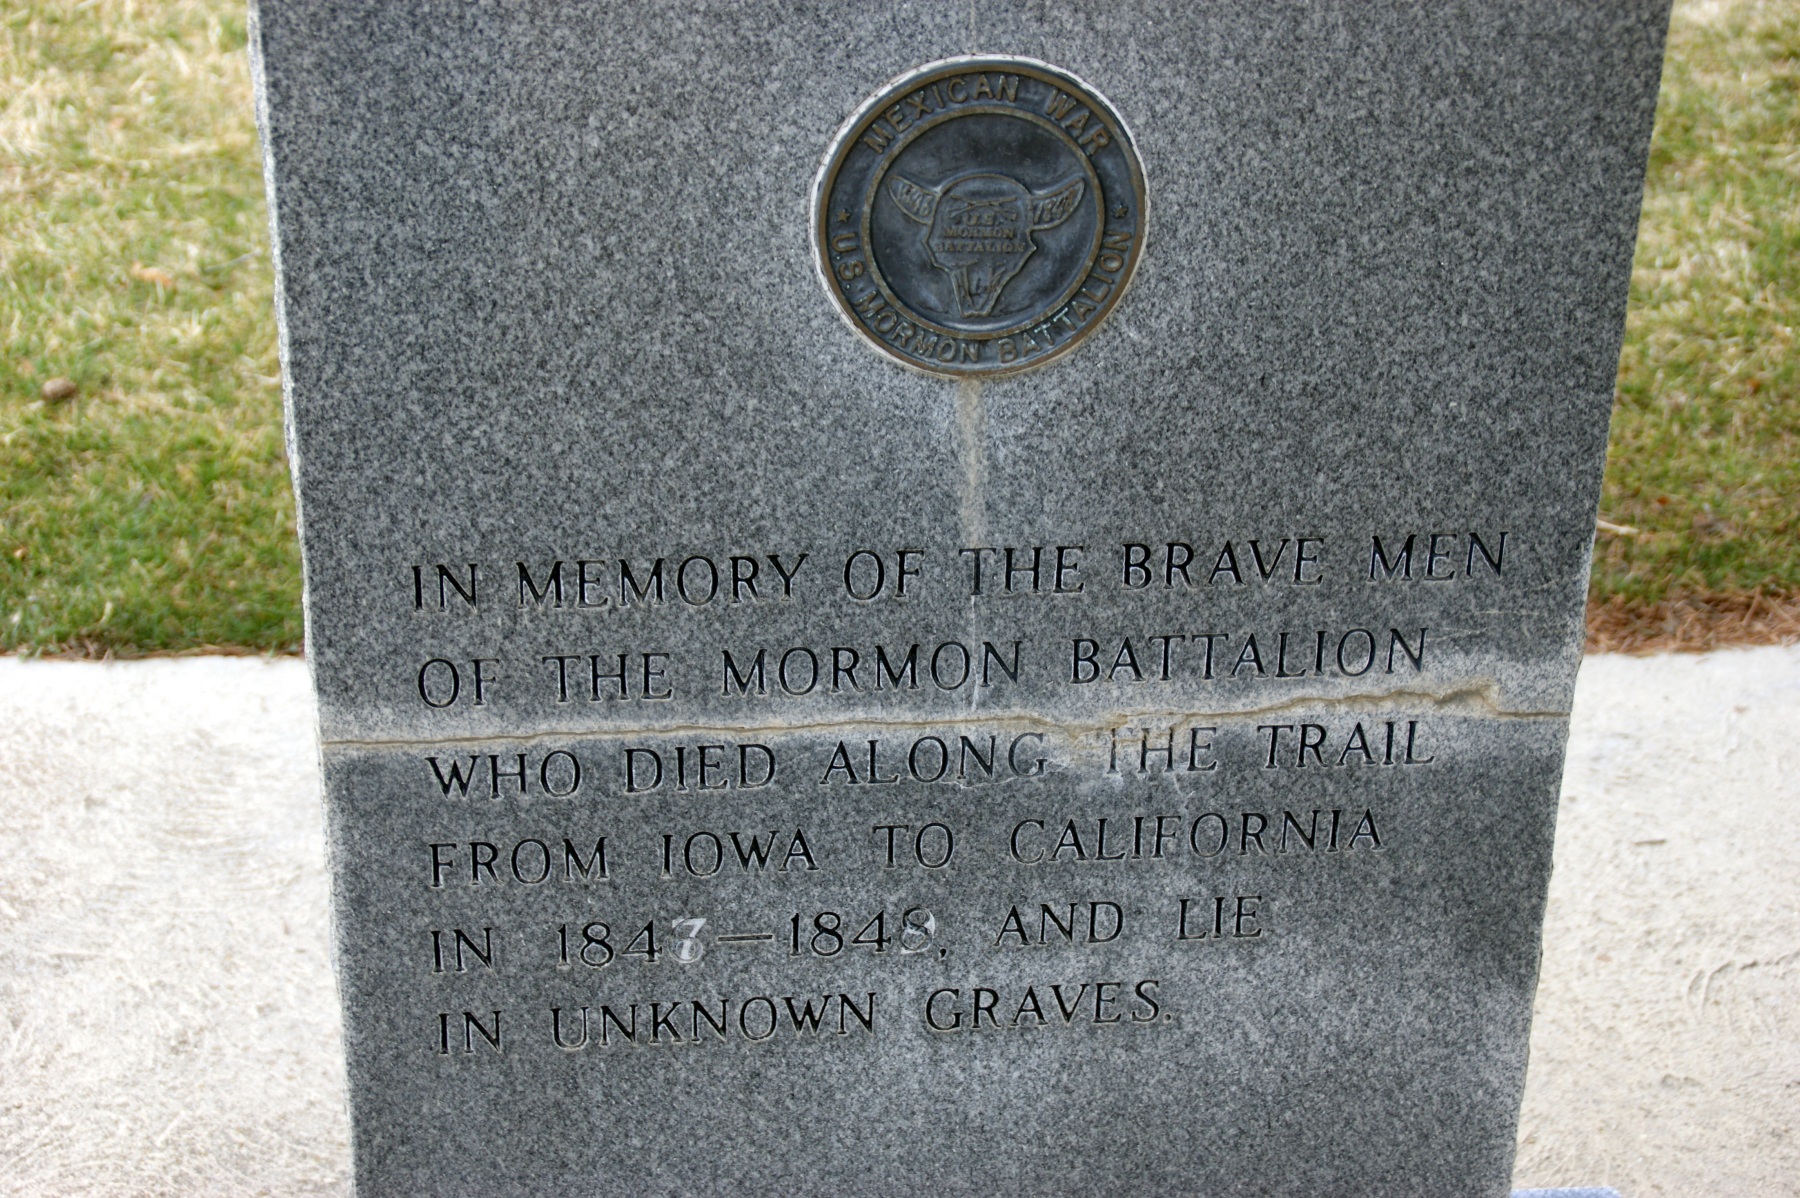 MEXICAN WAR
U.S.
MORMON
BATTALION
★ U.S. MORMON BATTALION ★
IN MEMORY OF THE BRAVE MEN
OF THE MORMON BATTALION
WHO DIED ALONG THE TRAIL
FROM IOWA TO CALIFORNIA
IN 1847—1848, AND LIE
IN UNKNOWN GRAVES.